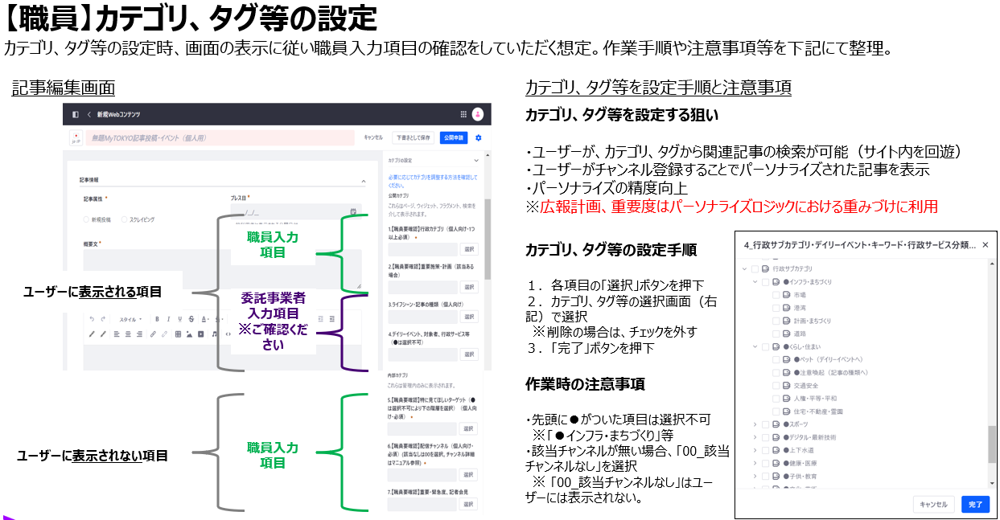 【職員】カテゴリ、タグ等の設定
カテゴリ、タグ等の設定時、画面の表示に従い職員入力項目の確認をしていただく想定。作業手順や注意事項等を下記にて整理。
記事編集画面
新規Webコンテンツ
無題MyTOKYO記事投稿・イベント（個人用）
キャンセル
下書きとして保存
公開申請
カテゴリの設定
必要に応じてカテゴリを調整する方法を確認して
ください。
公開カテゴリ
これらはページ、ウィジェット、フラグメント、検索を
介して表示されます。
記事情報
記事属性 *
新規投稿
スクレイピング
プレス日 *
__/__/__
概要文 *
スタイル
1.【職員要確認】行政カテゴリ（個人向け・1つ
以上必須） *
選択
2.【職員要確認】重要施策・計画（該当ある
場合）
選択
3.ライフシーン・記事の種類（個人向け）
選択
4.デイリーイベント、対象者、行政サービス等
（●は選択不可）
選択
内部カテゴリ
これらは管理内のみに表示されます。
5.【職員要確認】特に見てほしいターゲット（●
は選択不可により下の階層を選択）（個人向
け・必須） *
選択
6.【職員要確認】配信チャンネル（個人向け・
必須）（該当なしは00を選択、チャンネル詳細
はマニュアル参照） *
選択
7.【職員要確認】重要・緊急度、記者会見
選択
職員入力
項目
委託事業者
入力項目
※ご確認くだ
さい
ユーザーに表示される項目
職員入力
項目
ユーザーに表示されない項目
カテゴリ、タグ等を設定手順と注意事項
カテゴリ、タグ等を設定する狙い
・ユーザーが、カテゴリ、タグから関連記事の検索が可能（サイト内を回遊）
・ユーザーがチャンネル登録することでパーソナライズされた記事を表示
・パーソナライズの精度向上
※広報計画、重要度はパーソナライズロジックにおける重みづけに利用
カテゴリ、タグ等の設定手順
１．各項目の「選択」ボタンを押下
２．カテゴリ、タグ等の選択画面（右
記）で選択
※削除の場合は、チェックを外す
３．「完了」ボタンを押下
作業時の注意事項
・先頭に●がついた項目は選択不可
※「●インフラ・まちづくり」等
・該当チャンネルが無い場合、「00_該当
チャンネルなし」を選択
※「00_該当チャンネルなし」はユー
ザーには表示されない。
4_行政サブカテゴリ・デイリーイベント・キーワード・行政サービス分類...
行政サブカテゴリ
●インフラ・まちづくり
市場
港湾
計画・まちづくり
道路
●くらし・住まい
●ペット（デイリーイベントへ）
●注意喚起（記事の種類へ）
交通安全
人権・平等・平和
住宅・不動産・霊園
●スポーツ
●デジタル・最新技術
●上下水道
●健康・医療
●子供・教育
キャンセル
完了